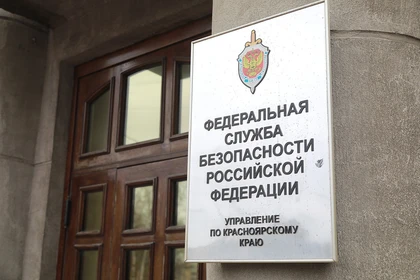 ФЕДЕРАЛЬНАЯ
СЛУЖБА
БЕЗОПАСНОСТИ
РОССИЙСКОЙ
ФЕДЕРАЦИИ
УПРАВЛЕНИЕ
ПО КРАСНОЯРСКОМУ
КРАЮ